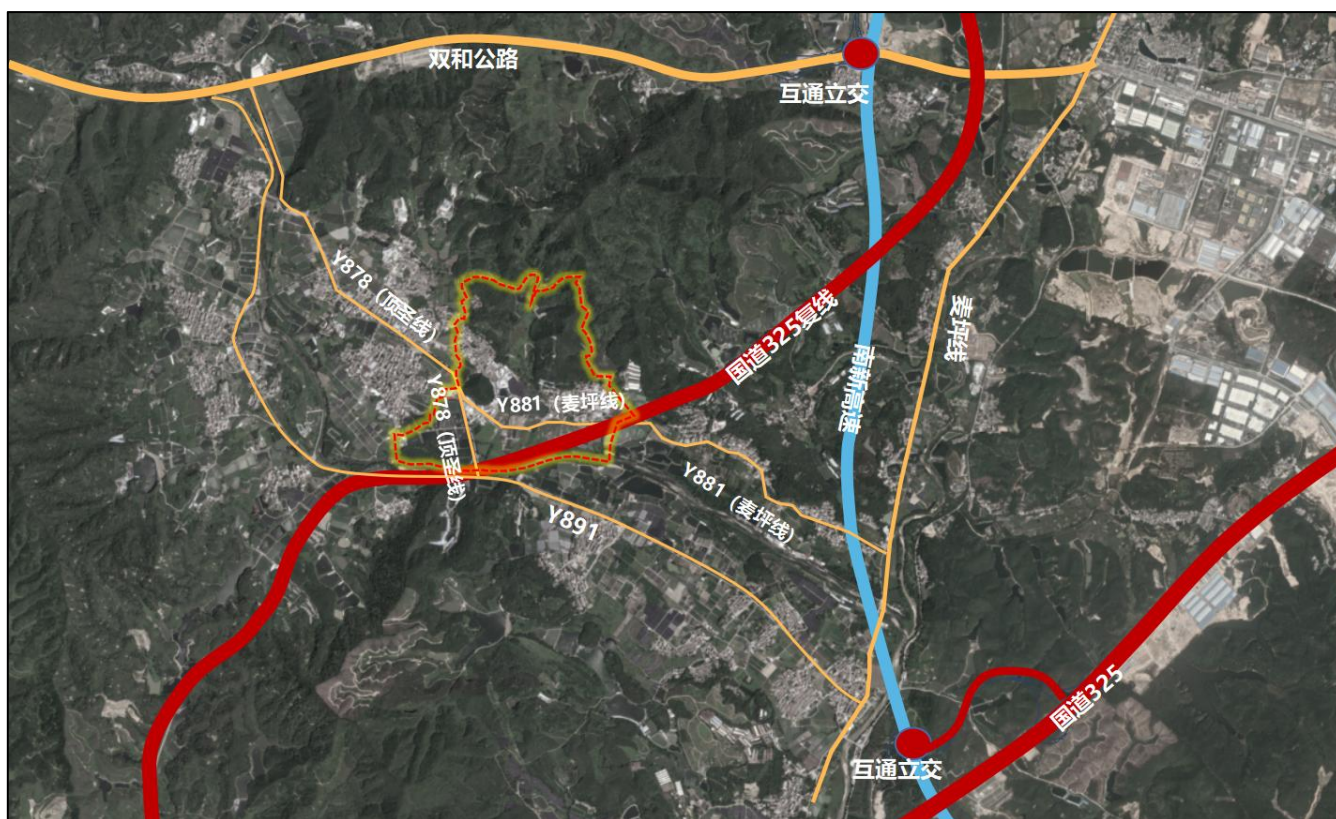 双和公路
互通立交
Y878（顶圣线）
国道325复线
麦坪线
南新高速
Y881（麦坪线）
Y878（顶圣线）
Y881（麦坪线）
Y891
国道325
互通立交